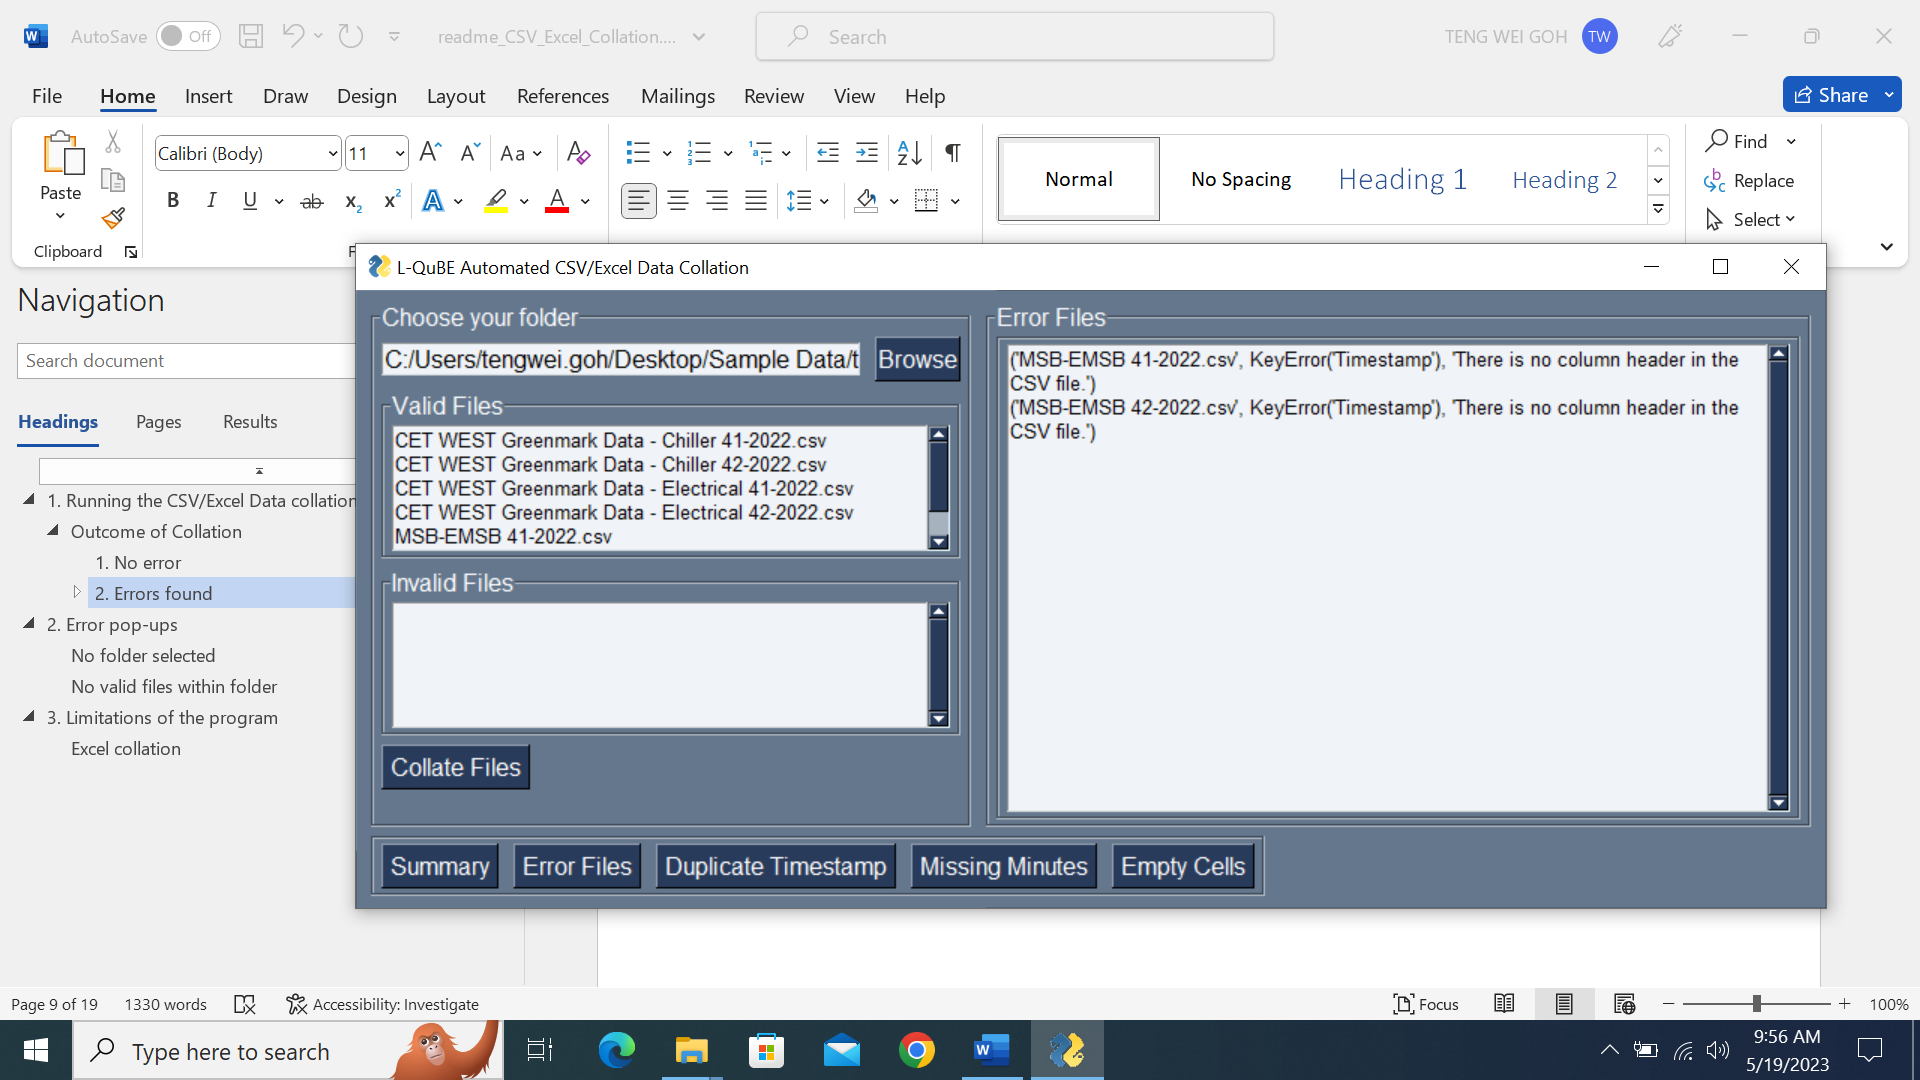 AutoSave
Off
readme_CSV_Excel_Collation....
Search
TENG WEI GOH
TW
File
Home
Insert
Draw
Design
Layout
References
Mailings
Review
View
Help
Share
Paste
Clipboard
Calibri (Body)
11
Aa
Normal
No Spacing
Heading 1
Heading 2
Find
Replace
Select
Navigation
Search document
Headings
Pages
Results
1. Running the CSV/Excel Data collation
Outcome of Collation
1. No error
2. Errors found
2. Error pop-ups
No folder selected
No valid files within folder
3. Limitations of the program
Excel collation
L-QuBE Automated CSV/Excel Data Collation
Choose your folder
C:/Users/tengwei.goh/Desktop/Sample Data/t
Browse
Valid Files
CET WEST Greenmark Data - Chiller 41-2022.csv
CET WEST Greenmark Data - Chiller 42-2022.csv
CET WEST Greenmark Data - Electrical 41-2022.csv
CET WEST Greenmark Data - Electrical 42-2022.csv
MSB-EMSB 41-2022.csv
Invalid Files
Collate Files
Error Files
('MSB-EMSB 41-2022.csv', KeyError('Timestamp'), 'There is no column header in the
CSV file.')
('MSB-EMSB 42-2022.csv', KeyError('Timestamp'), 'There is no column header in the
CSV file.')
Summary
Error Files
Duplicate Timestamp
Missing Minutes
Empty Cells
Page 9 of 19
1330 words
Accessibility: Investigate
Focus
100%
Type here to search
9:56 AM
5/19/2023